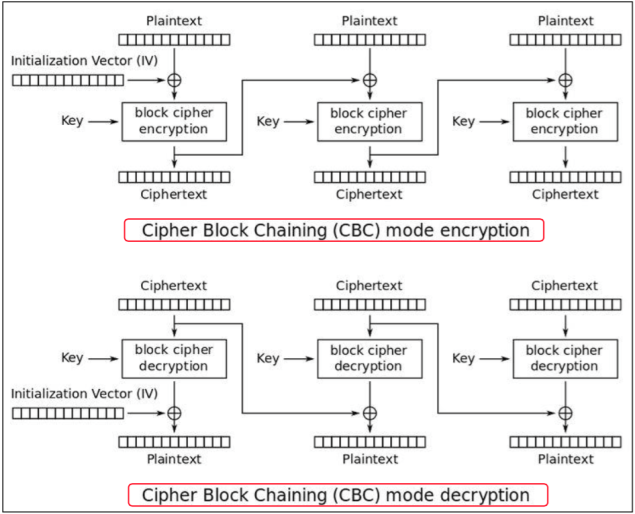 Plaintext Plaintext Plaintext
Initialization Vector (IV)
Key block cipher encryption Key block cipher encryption Key block cipher encryption
Ciphertext Ciphertext Ciphertext
Cipher Block Chaining (CBC) mode encryption
Ciphertext Ciphertext Ciphertext
Key block cipher decryption Key block cipher decryption Key block cipher decryption
Initialization Vector (IV)
Plaintext Plaintext Plaintext
Cipher Block Chaining (CBC) mode decryption